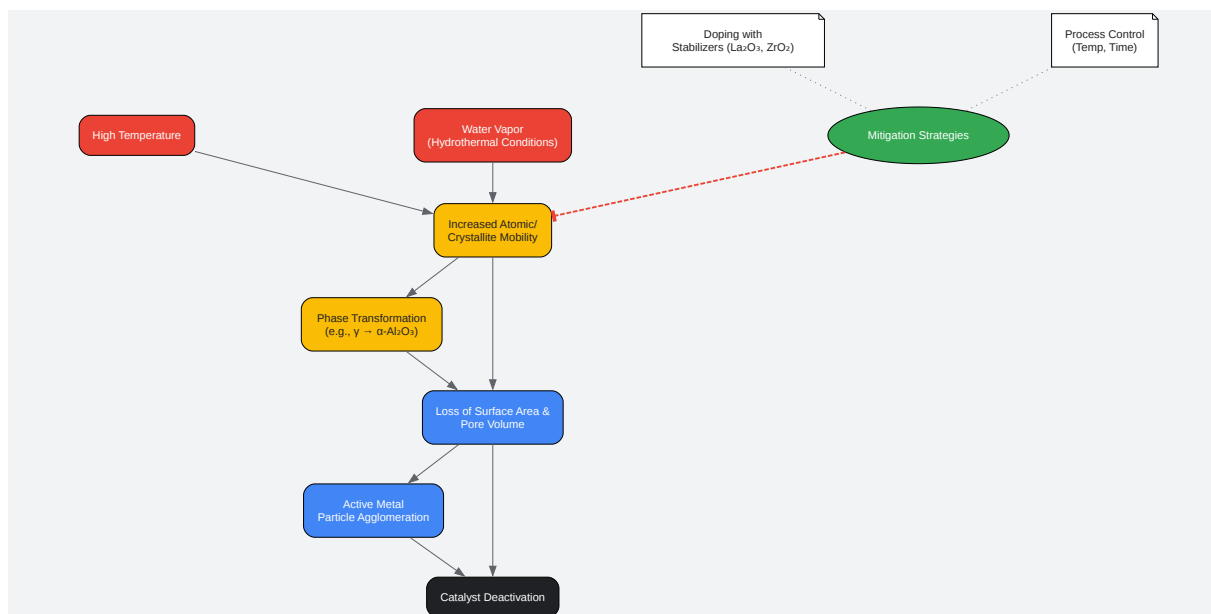 Doping with
Stabilizers (La₂O₃, ZrO₂)
Process Control
(Temp, Time)
High Temperature
Water Vapor
(Hydrothermal Conditions)
Mitigation Strategies
Increased Atomic/
Crystallite Mobility
Phase Transformation
(e.g., γ → α-Al₂O₃)
Loss of Surface Area &
Pore Volume
Active Metal
Particle Agglomeration
Catalyst Deactivation